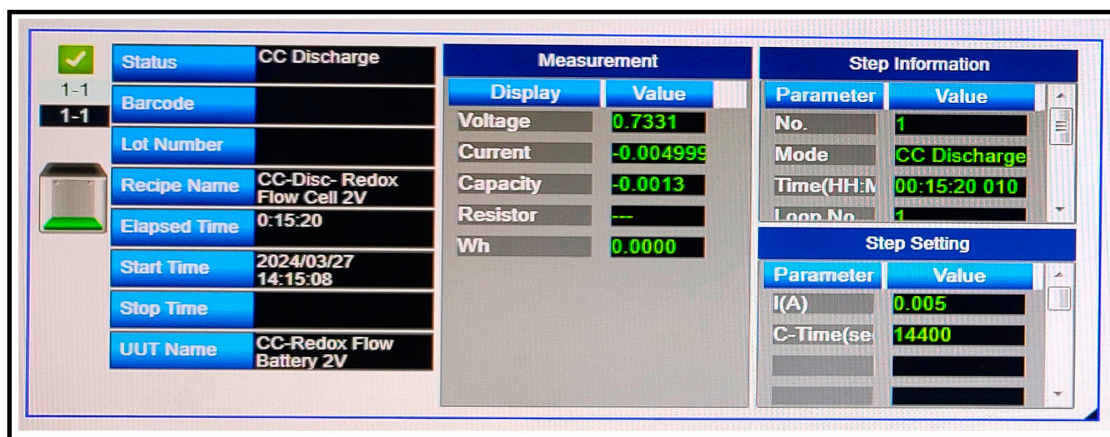 1-1
1-1
Status CC Discharge
Barcode
Lot Number
Recipe Name CC-Disc- Redox
Flow Cell 2V
Elapsed Time 0:15:20
Start Time 2024/03/27
14:15:08
Stop Time
UUT Name CC-Redox Flow
Battery 2V
Measurement
Display Value
Voltage 0.7331
Current -0.004999
Capacity -0.0013
Resistor ---
Wh 0.0000
Step Information
Parameter Value
No. 1
Mode CC Discharge
Time(HH:M 00:15:20 010
Loop No 1
Step Setting
Parameter Value
I(A) 0.005
C-Time(se 14400